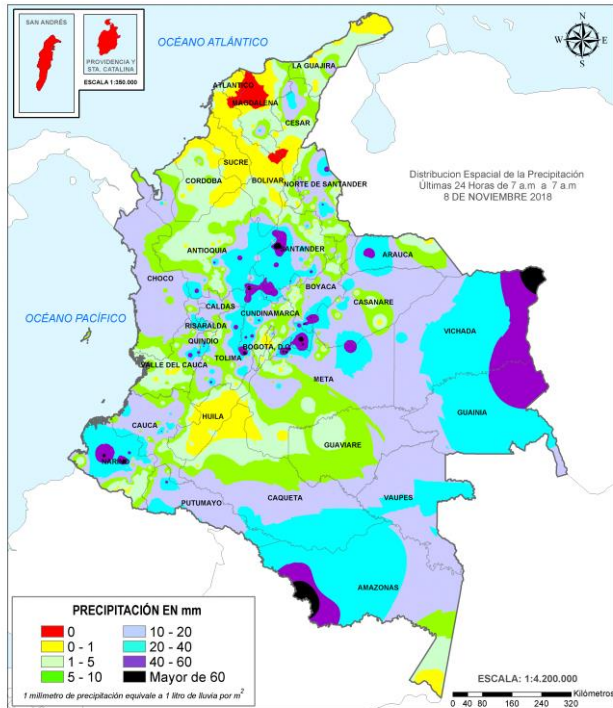 SAN ANDRÉS
PROVIDENCIA Y
STA. CATALINA
ESCALA 1:350.000
OCÉANO ATLÁNTICO
N
W
E
S
LA GUAJIRA
ATLANTICO
MAGDALENA
CESAR
SUCRE
CORDOBA
BOLIVAR
NORTE DE SANTANDER
Distribucion Espacial de la Precipitación
Últimas 24 Horas de 7 a.m a 7 a.m
8 DE NOVIEMBRE 2018
ANTIOQUIA
SANTANDER
ARAUCA
CHOCO
BOYACA
CASANARE
CALDAS
OCÉANO PACÍFICO
CUNDINAMARCA
RISARALDA
VICHADA
QUINDIO
BOGOTA, D.C.
TOLIMA
VALLE DEL CAUCA
META
GUAINIA
HUILA
CAUCA
GUAVIARE
NARIÑO
CAQUETA
VAUPES
PUTUMAYO
AMAZONAS
PRECIPITACIÓN EN mm
0
10 - 20
0 - 1
20 - 40
1 - 5
40 - 60
5 - 10
Mayor de 60
1 milimetro de precipitación equivale a 1 litro de lluvia por m²
ESCALA: 1:4.200.000
Kilómetros
0 40 80 160 240 320